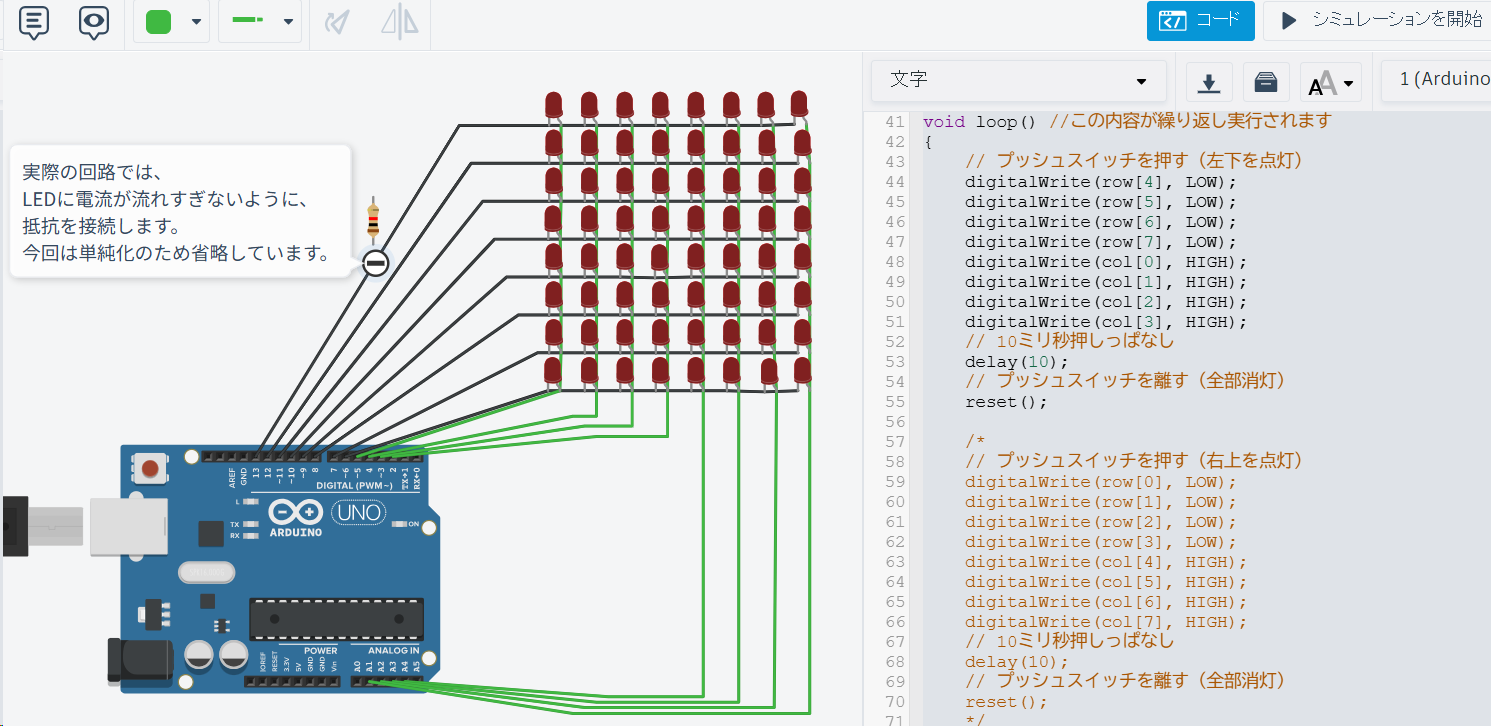 コード
シミュレーションを開始
文字
1 (Arduino
実際の回路では、
LEDに電流が流れすぎないように、
抵抗を接続します。
今回は単純化のため省略しています。
AREF
GND
13
12
~11
~10
~9
8
7
~6
~5
4
~3
2
TX→1
RX←0
DIGITAL (PWM~)
L
TX
RX
ARDUINO
UNO
ON
POWER
ANALOG IN
IOREF
RESET
3.3V
5V
GND
GND
Vin
A0
A1
A2
A3
A4
A5
41 void loop() //この内容が繰り返し実行されます
42 {
43 // プッシュスイッチを押す（左下を点灯）
44 digitalWrite(row[4], LOW);
45 digitalWrite(row[5], LOW);
46 digitalWrite(row[6], LOW);
47 digitalWrite(row[7], LOW);
48 digitalWrite(col[0], HIGH);
49 digitalWrite(col[1], HIGH);
50 digitalWrite(col[2], HIGH);
51 digitalWrite(col[3], HIGH);
52 // 10ミリ秒押しっぱなし
53 delay(10);
54 // プッシュスイッチを離す（全部消灯）
55 reset();
56
57 /*
58 // プッシュスイッチを押す（右上を点灯）
59 digitalWrite(row[0], LOW);
60 digitalWrite(row[1], LOW);
61 digitalWrite(row[2], LOW);
62 digitalWrite(row[3], LOW);
63 digitalWrite(col[4], HIGH);
64 digitalWrite(col[5], HIGH);
65 digitalWrite(col[6], HIGH);
66 digitalWrite(col[7], HIGH);
67 // 10ミリ秒押しっぱなし
68 delay(10);
69 // プッシュスイッチを離す（全部消灯）
70 reset();
71 */